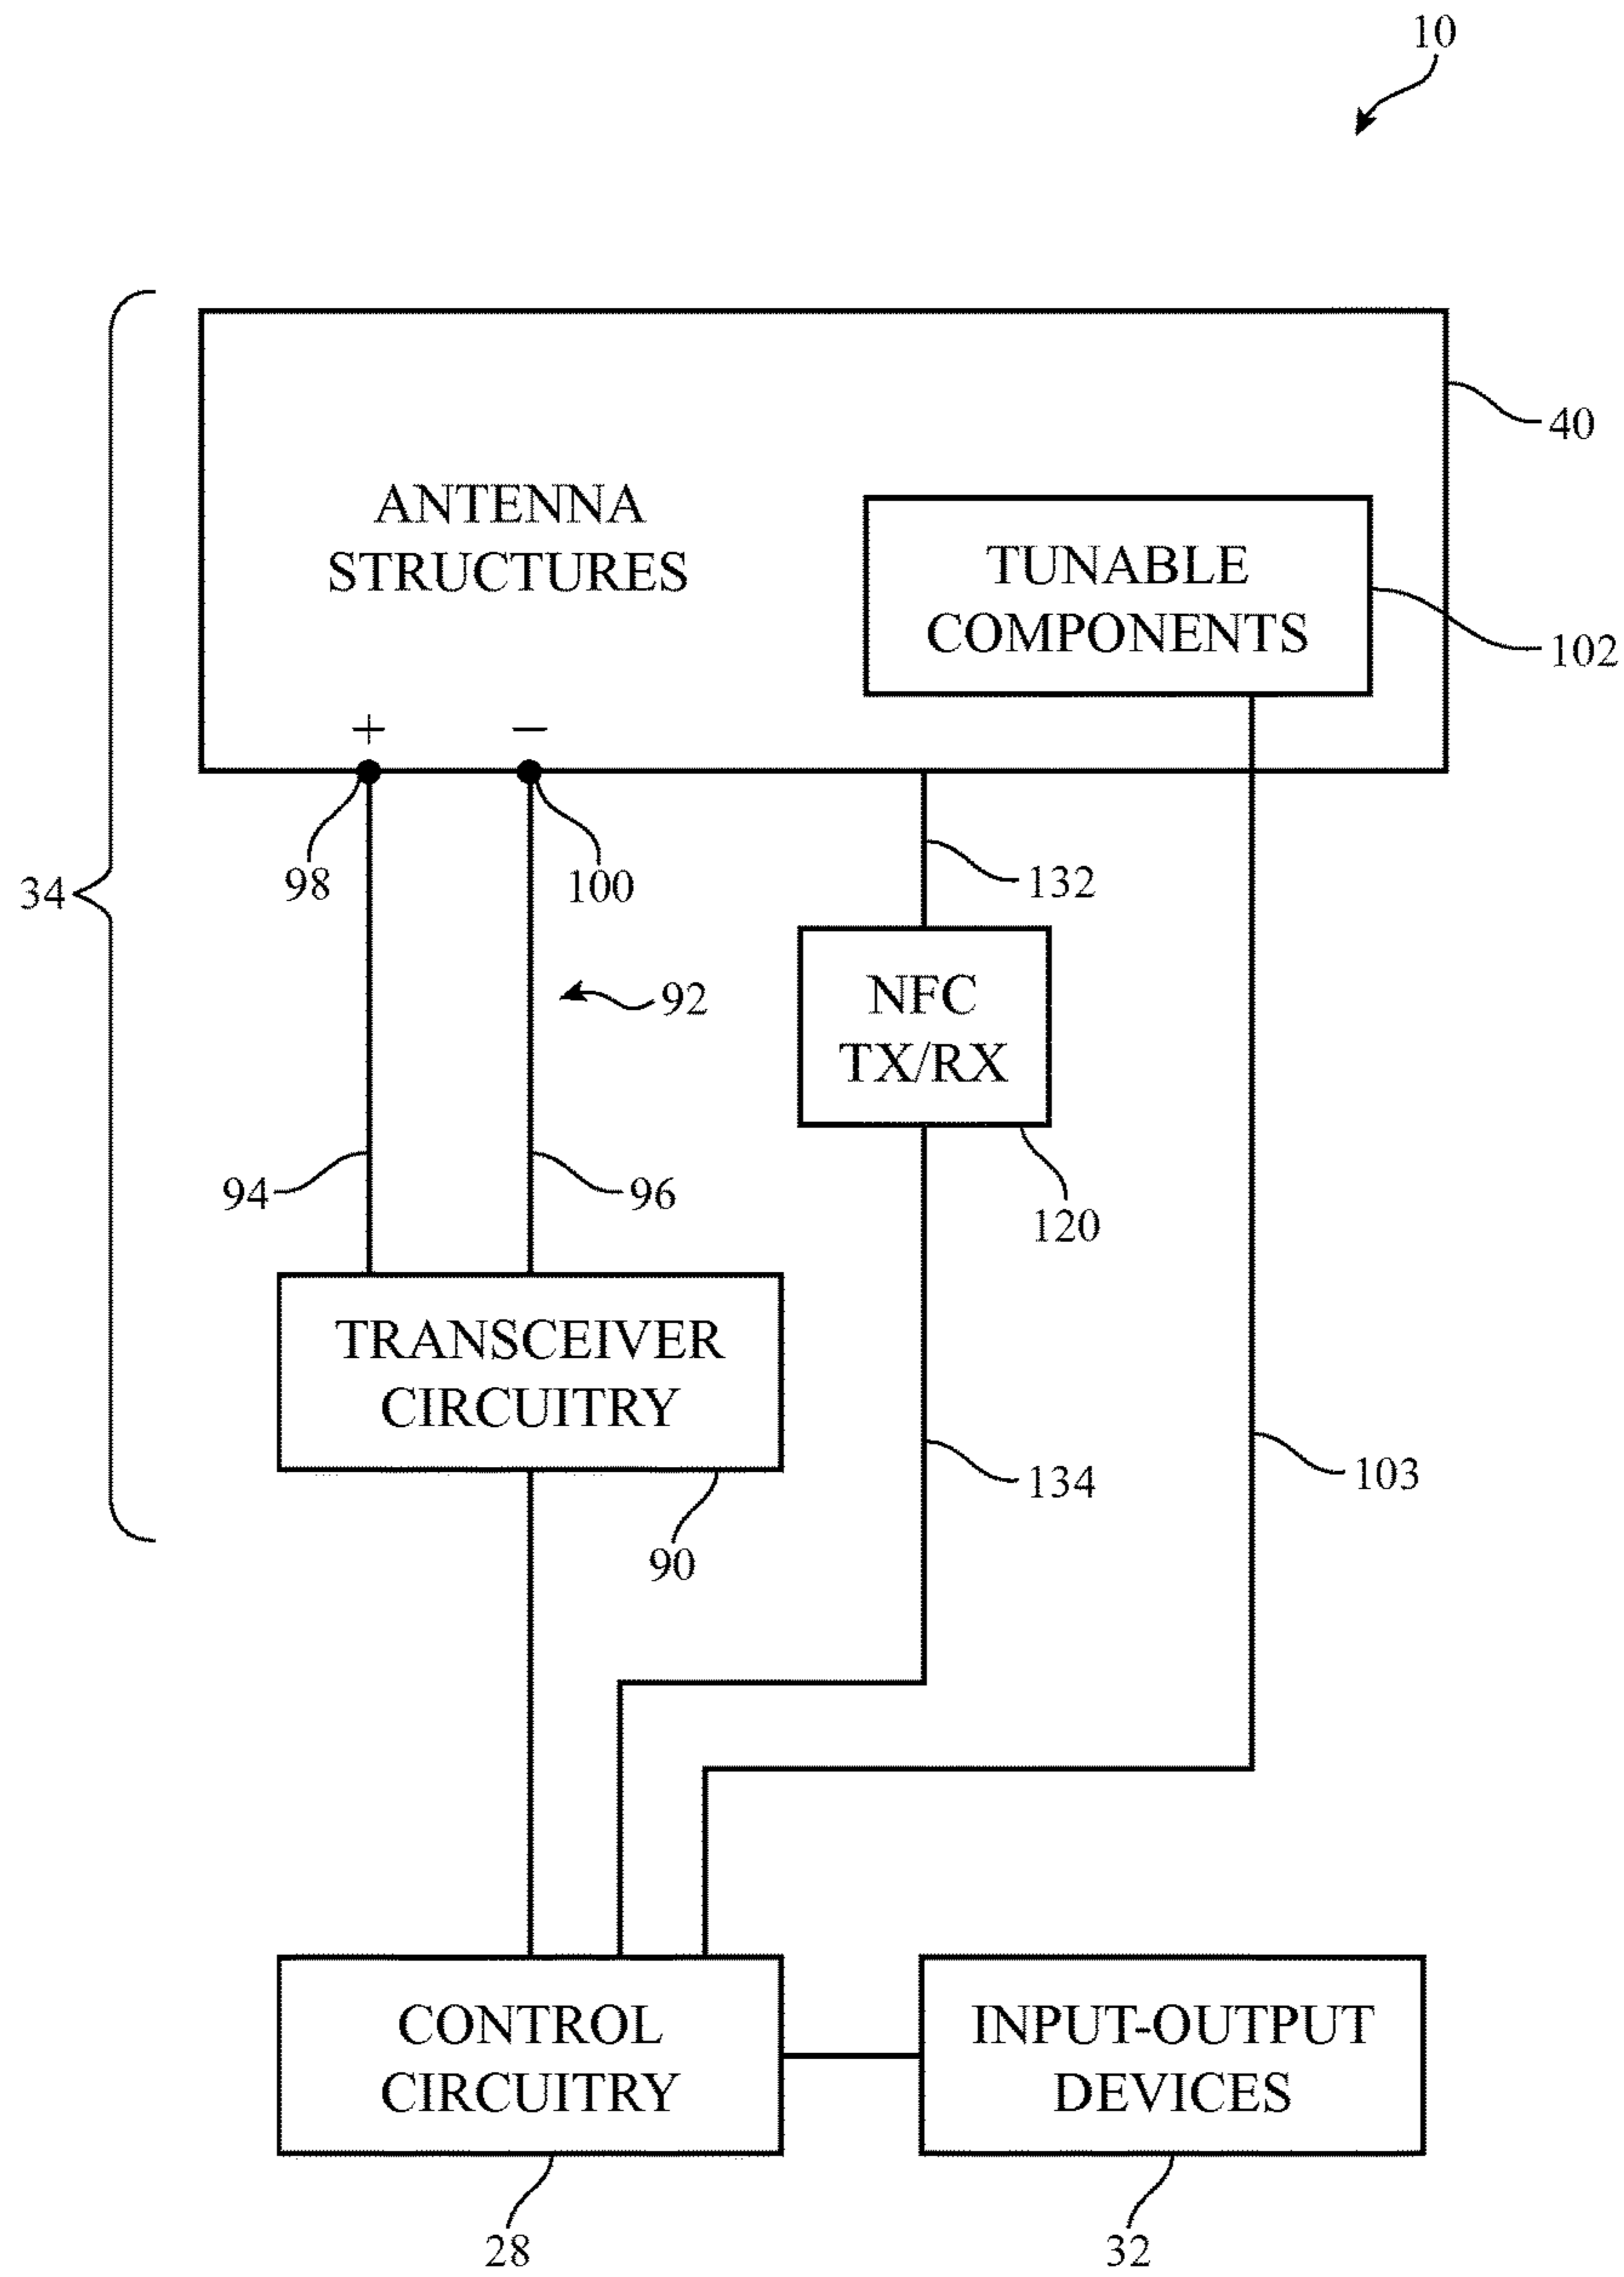 10
40
ANTENNA
STRUCTURES
TUNABLE
COMPONENTS
102
+ −
98
100
132
34
NFC
TX/RX
92
94
96
120
TRANSCEIVER
CIRCUITRY
134
103
90
CONTROL
CIRCUITRY
INPUT-OUTPUT
DEVICES
28
32